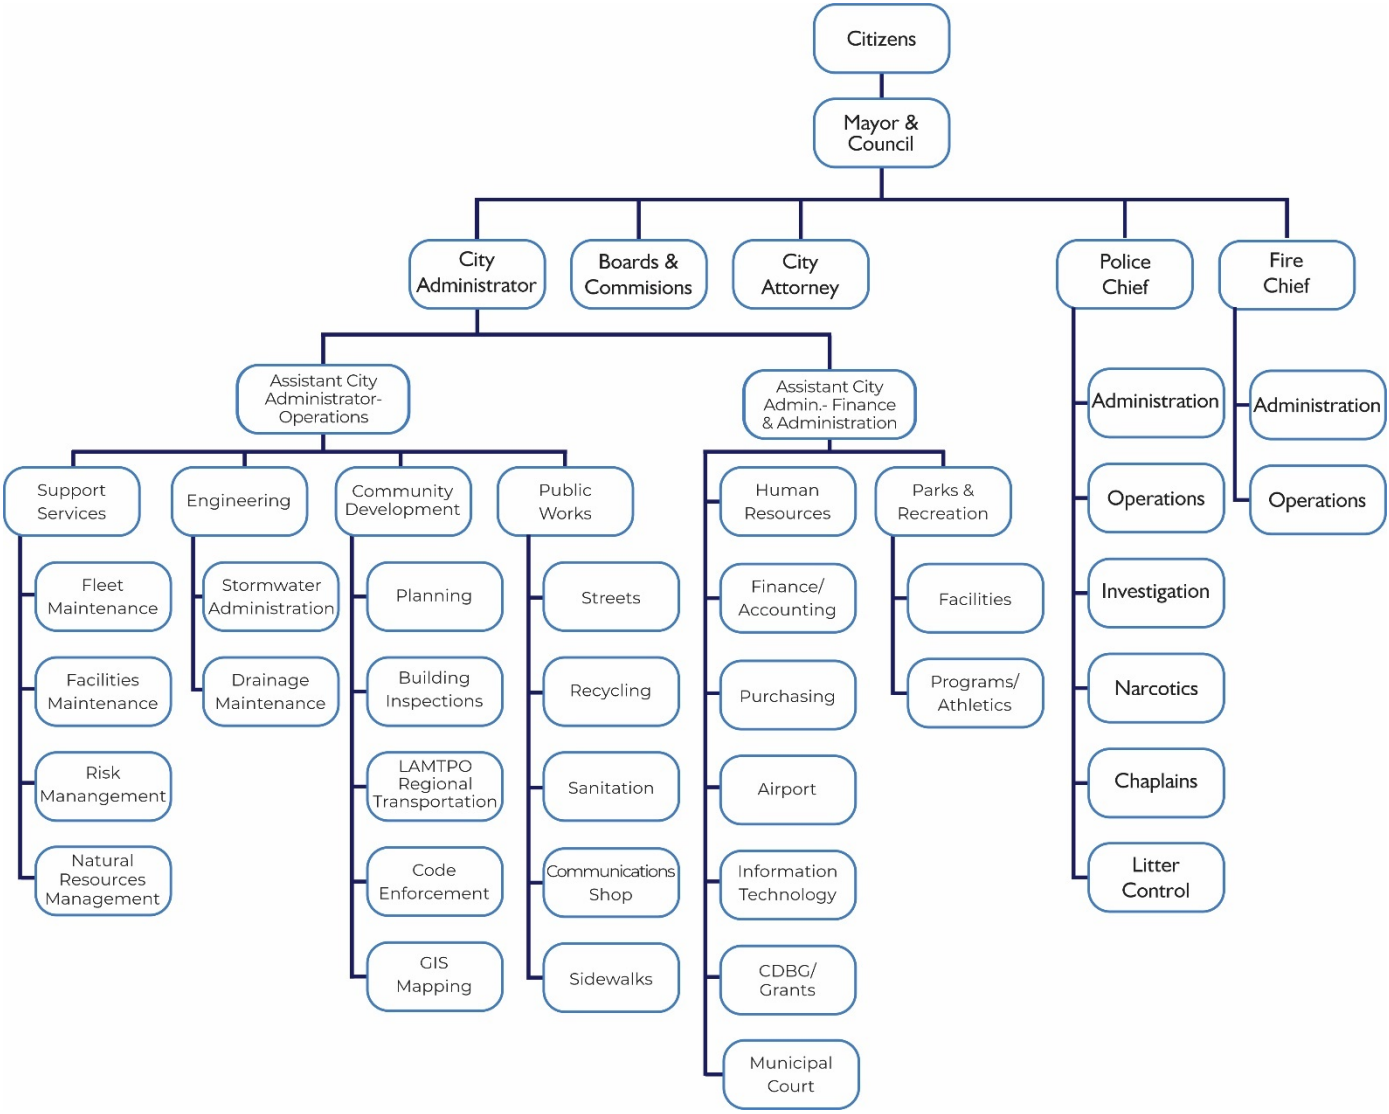 Citizens
Mayor &
Council
City
Administrator
Boards &
Commisions
City
Attorney
Police
Chief
Fire
Chief
Assistant City
Administrator-
Operations
Assistant City
Admin.- Finance
& Administration
Support
Services
Engineering
Community
Development
Public
Works
Human
Resources
Parks &
Recreation
Fleet
Maintenance
Facilities
Maintenance
Risk
Manangement
Natural
Resources
Management
Stormwater
Administration
Drainage
Maintenance
Planning
Building
Inspections
LAMTPO
Regional
Transportation
Code
Enforcement
GIS
Mapping
Streets
Recycling
Sanitation
Communications
Shop
Sidewalks
Finance/
Accounting
Purchasing
Airport
Information
Technology
CDBG/
Grants
Municipal
Court
Facilities
Programs/
Athletics
Administration
Operations
Investigation
Narcotics
Chaplains
Litter
Control
Administration
Operations